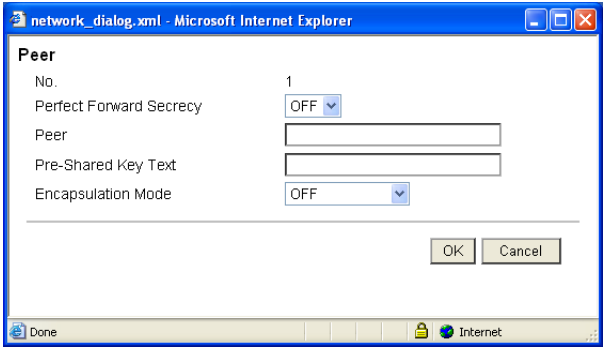 network_dialog.xml - Microsoft Internet Explorer
Peer
No. 1
Perfect Forward Secrecy OFF
Peer
Pre-Shared Key Text
Encapsulation Mode OFF
OK Cancel
Done Internet